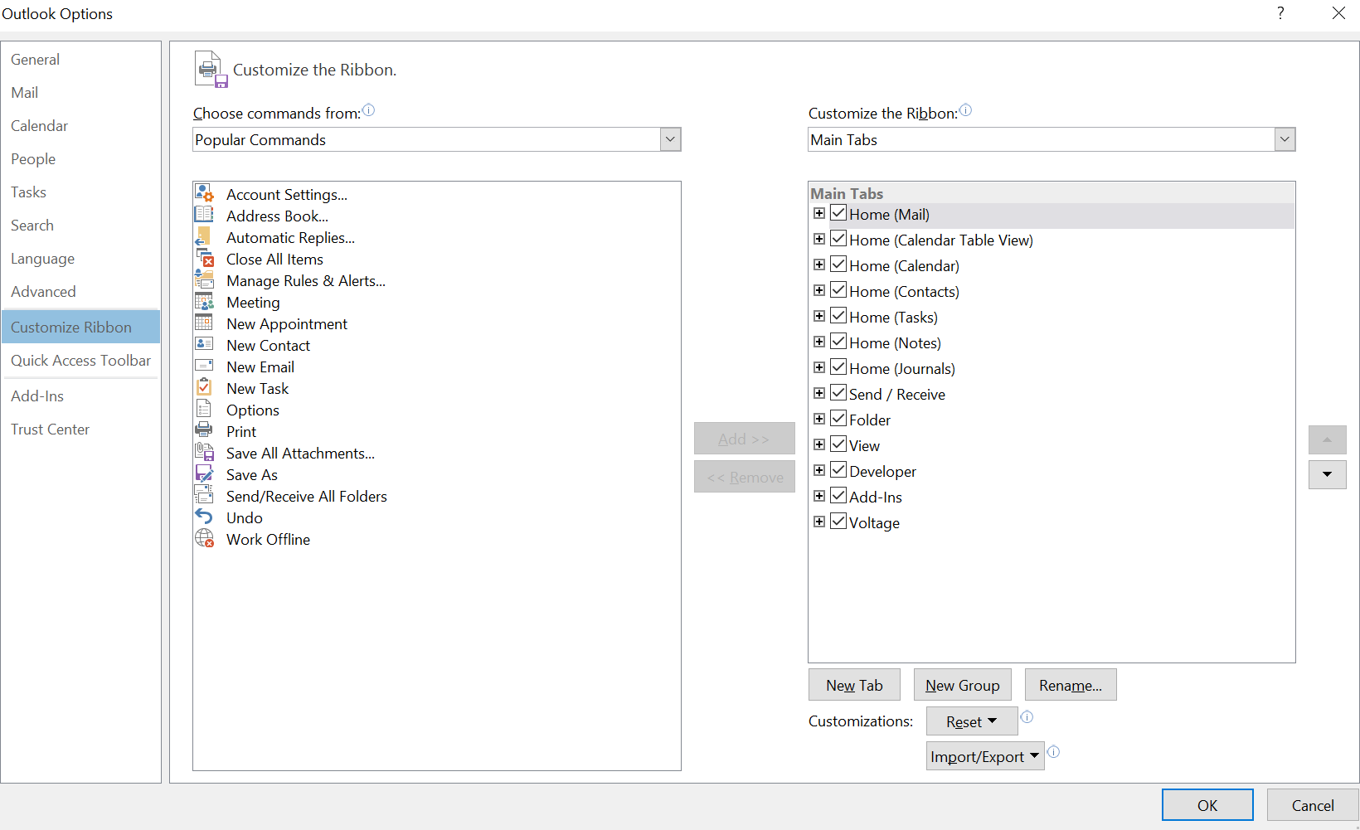 Outlook Options
?
General
Mail
Calendar
People
Tasks
Search
Language
Advanced
Customize Ribbon
Quick Access Toolbar
Add-Ins
Trust Center
Customize the Ribbon.
Choose commands from:
Popular Commands
Account Settings...
Address Book...
Automatic Replies...
Close All Items
Manage Rules & Alerts...
Meeting
New Appointment
New Contact
New Email
New Task
Options
Print
Save All Attachments...
Save As
Send/Receive All Folders
Undo
Work Offline
Add >>
<< Remove
Customize the Ribbon:
Main Tabs
Main Tabs
Home (Mail)
Home (Calendar Table View)
Home (Calendar)
Home (Contacts)
Home (Tasks)
Home (Notes)
Home (Journals)
Send / Receive
Folder
View
Developer
Add-Ins
Voltage
New Tab
New Group
Rename...
Customizations:
Reset
Import/Export
OK
Cancel